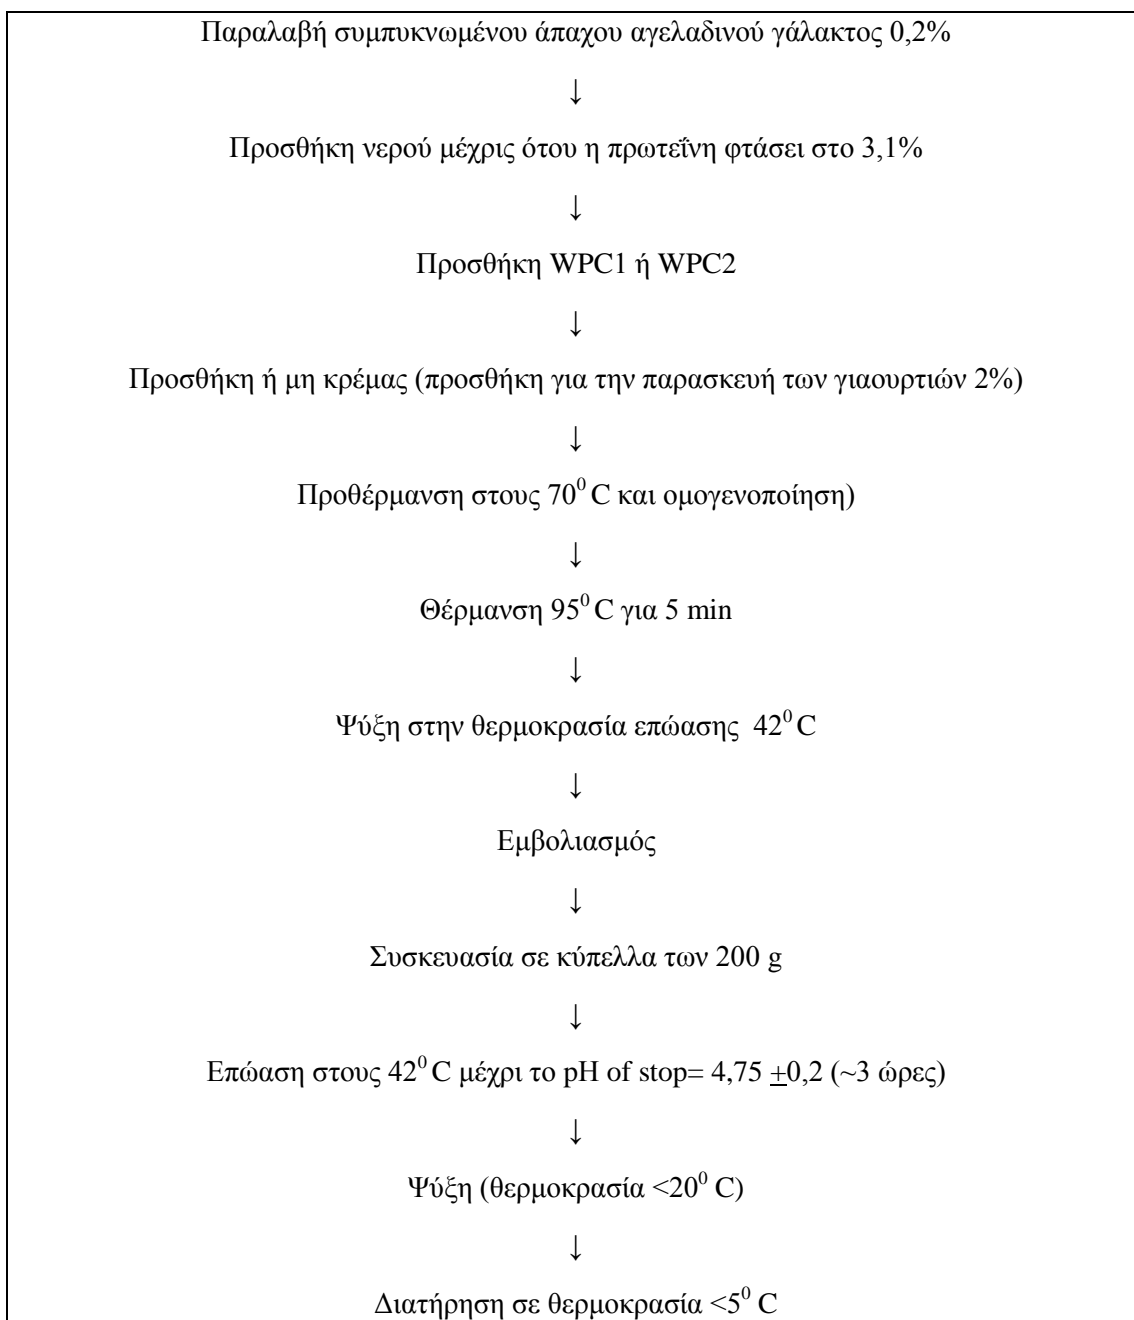 Παραλαβή συμπυκνωμένου άπαχου αγελαδινού γάλακτος 0,2%
↓
Προσθήκη νερού μέχρις ότου η πρωτεΐνη φτάσει στο 3,1%
↓
Προσθήκη WPC1 ή WPC2
↓
Προσθήκη ή μη κρέμας (προσθήκη για την παρασκευή των γιαουρτιών 2%)
↓
Προθέρμανση στους 70⁰ C και ομογενοποίηση)
↓
Θέρμανση 95⁰ C για 5 min
↓
Ψύξη στην θερμοκρασία επώασης 42⁰ C
↓
Εμβολιασμός
↓
Συσκευασία σε κύπελλα των 200 g
↓
Επώαση στους 42⁰ C μέχρι το pH of stop= 4,75 ±0,2 (~3 ώρες)
↓
Ψύξη (θερμοκρασία <20⁰ C)
↓
Διατήρηση σε θερμοκρασία <5⁰ C